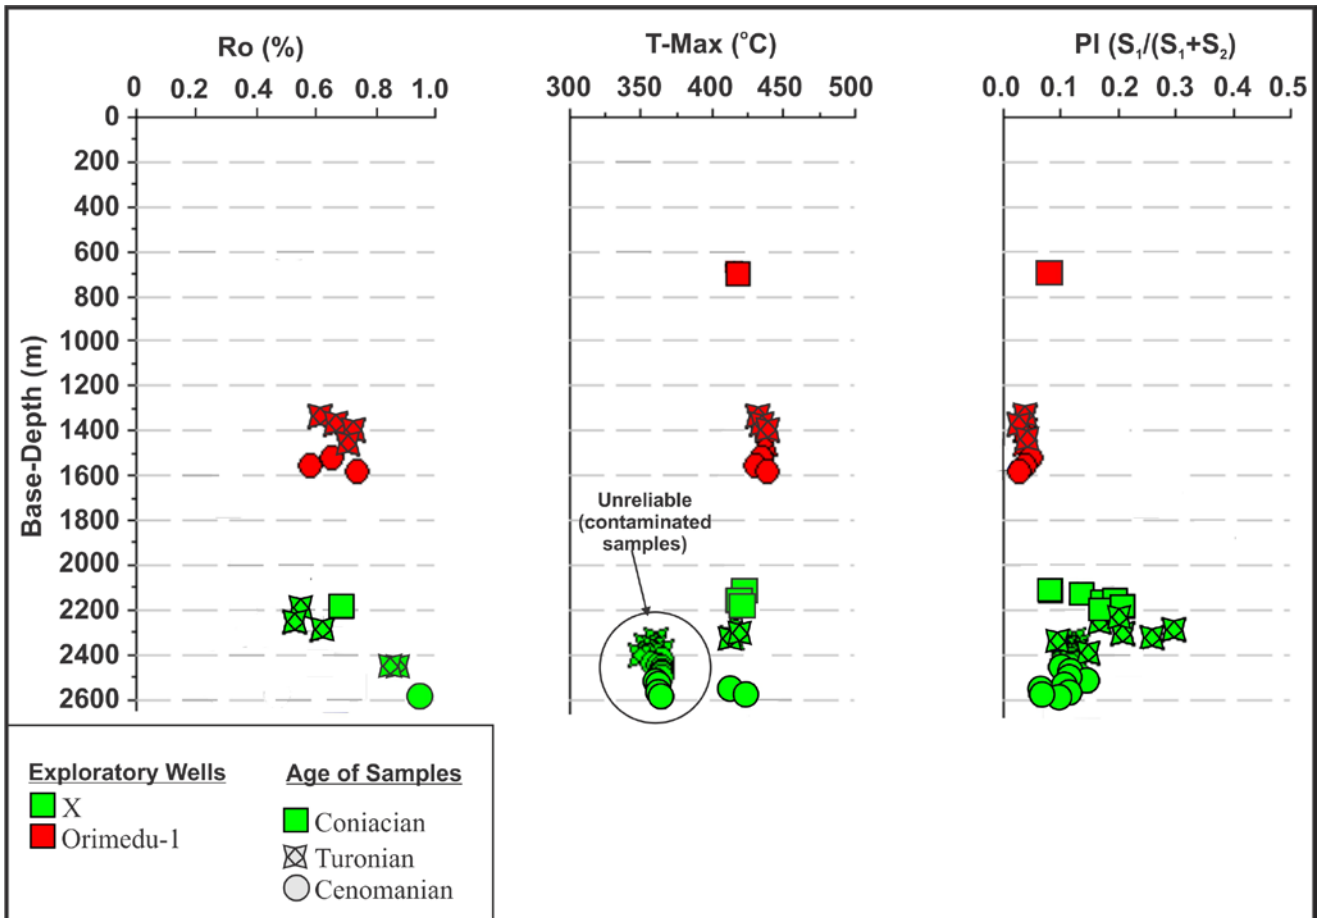 Ro (%)
T-Max (°C)
PI (S₁/(S₁+S₂)
0 0.2 0.4 0.6 0.8 1.0
300 350 400 450 500
0.0 0.1 0.2 0.3 0.4 0.5
Base-Depth (m)
0
200
400
600
800
1000
1200
1400
1600
1800
2000
2200
2400
2600
Unreliable
(contaminated
samples)
Exploratory Wells
X
Orimedu-1
Age of Samples
Coniacian
Turonian
Cenomanian